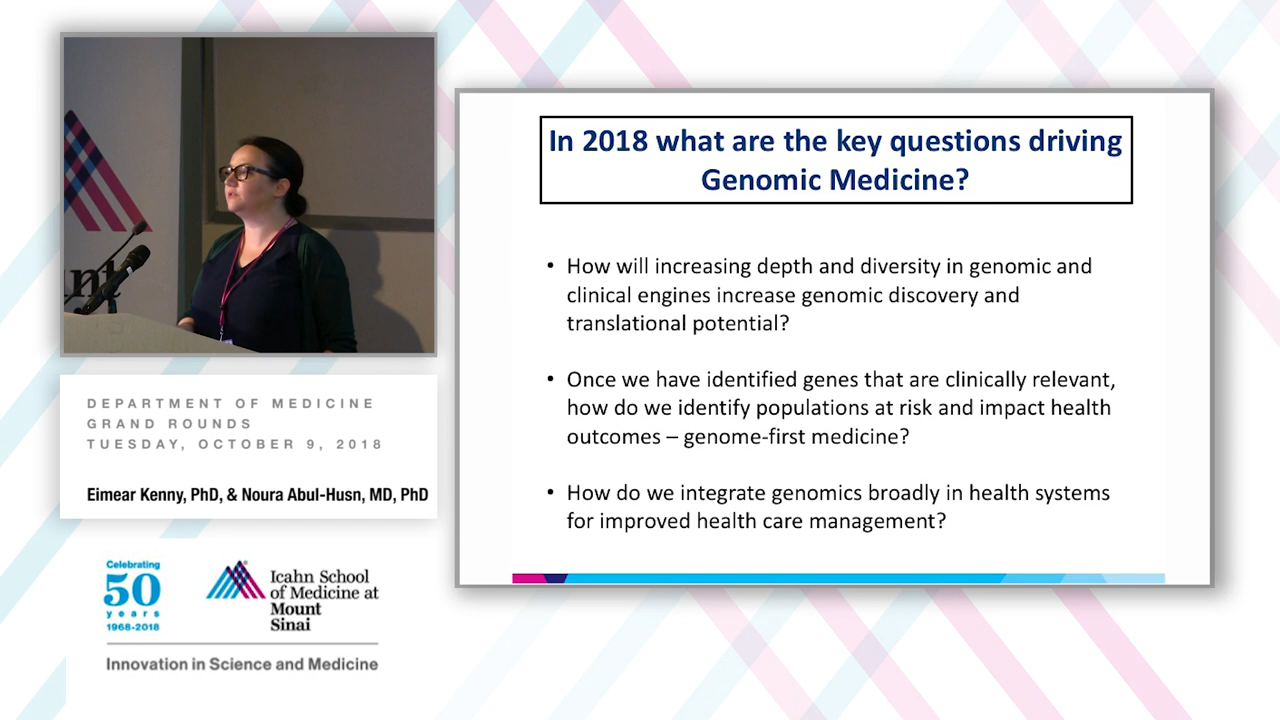 In 2018 what are the key questions driving
Genomic Medicine?
• How will increasing depth and diversity in genomic and
clinical engines increase genomic discovery and
translational potential?
• Once we have identified genes that are clinically relevant,
how do we identify populations at risk and impact health
outcomes – genome-first medicine?
• How do we integrate genomics broadly in health systems
for improved health care management?
DEPARTMENT OF MEDICINE
GRAND ROUNDS
TUESDAY, OCTOBER 9, 2018
Eimear Kenny, PhD, & Noura Abul-Husn, MD, PhD
Celebrating
50
years
1968-2018
Icahn School
of Medicine at
Mount
Sinai
Innovation in Science and Medicine